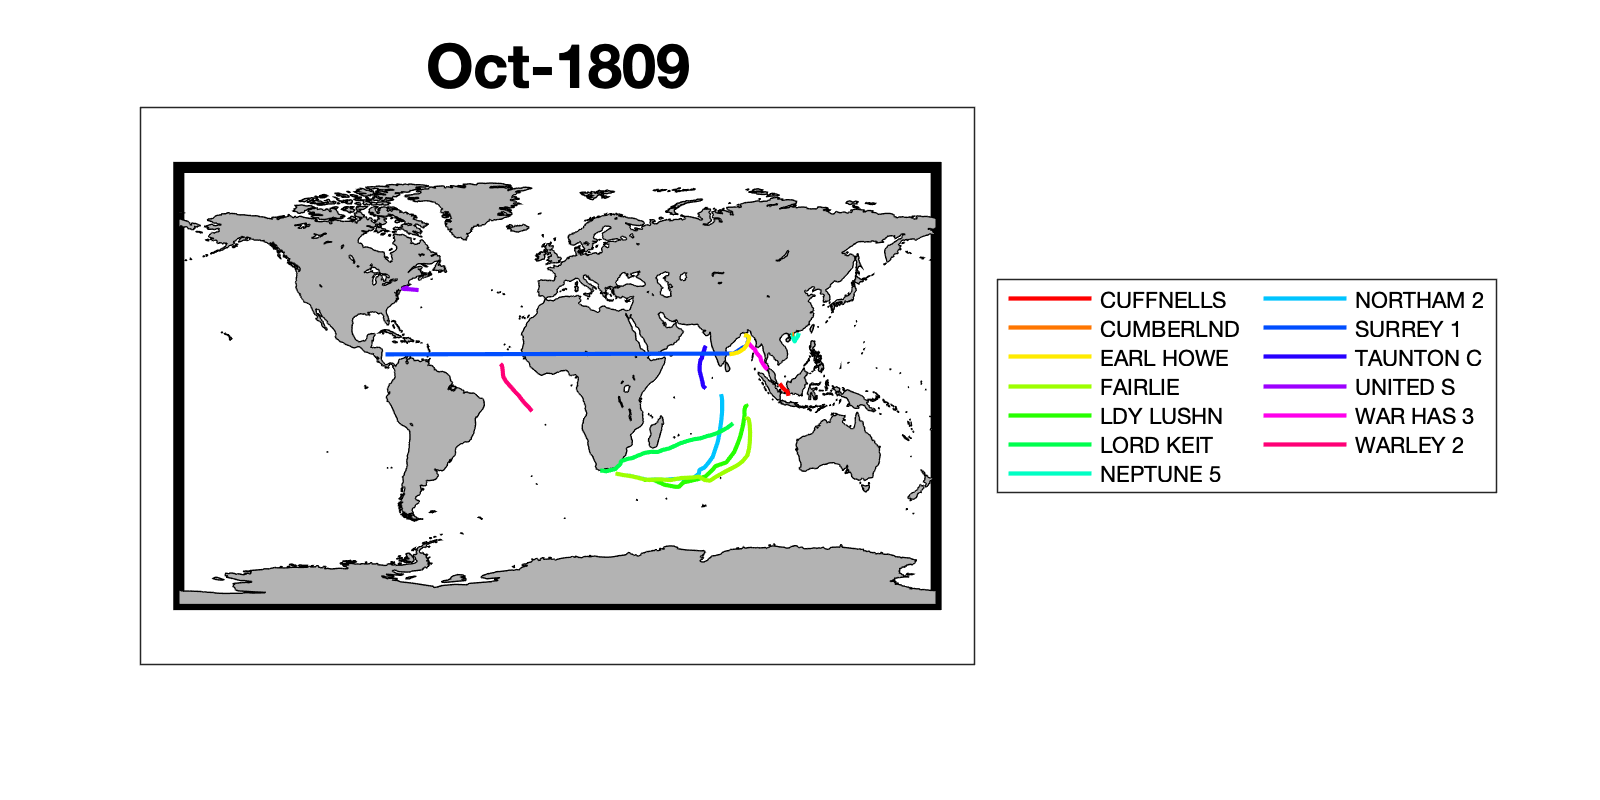 Oct-1809
CUFFNELLS
CUMBERLND
EARL HOWE
FAIRLIE
LDY LUSHN
LORD KEIT
NEPTUNE 5
NORTHAM 2
SURREY 1
TAUNTON C
UNITED S
WAR HAS 3
WARLEY 2